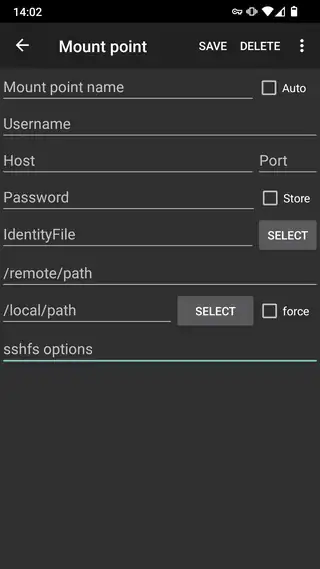 14:02
Mount point SAVE DELETE
Mount point name Auto
Username
Host Port
Password Store
IdentityFile SELECT
/remote/path
/local/path SELECT force
sshfs options